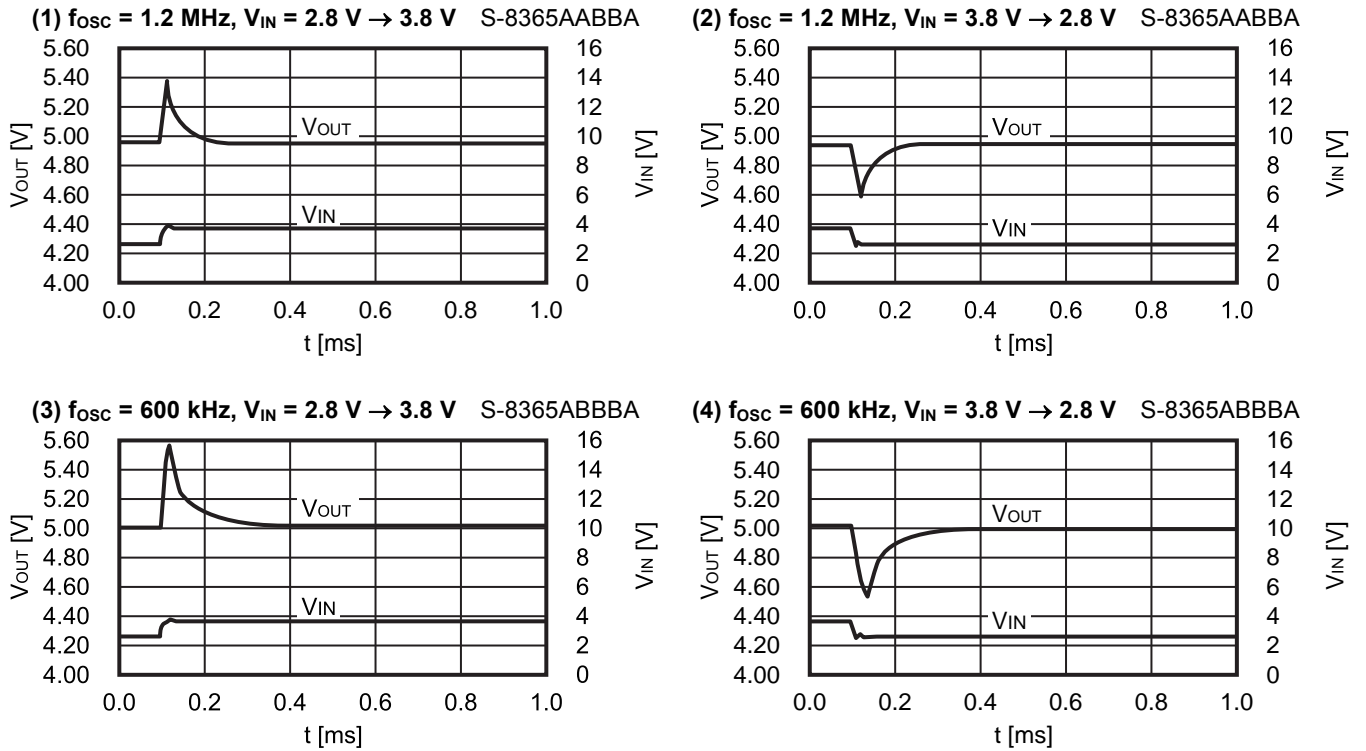 (1) fOSC = 1.2 MHz, VIN = 2.8 V → 3.8 V S-8365AABBA
5.60
5.40
5.20
5.00
4.80
4.60
4.40
4.20
4.00
VOUT [V]
16
14
12
10
8
6
4
2
0
VIN [V]
VOUT
VIN
0.0 0.2 0.4 0.6 0.8 1.0
t [ms]
(2) fOSC = 1.2 MHz, VIN = 3.8 V → 2.8 V S-8365AABBA
5.60
5.40
5.20
5.00
4.80
4.60
4.40
4.20
4.00
VOUT [V]
16
14
12
10
8
6
4
2
0
VIN [V]
VOUT
VIN
0.0 0.2 0.4 0.6 0.8 1.0
t [ms]
(3) fOSC = 600 kHz, VIN = 2.8 V → 3.8 V S-8365ABBBA
5.60
5.40
5.20
5.00
4.80
4.60
4.40
4.20
4.00
VOUT [V]
16
14
12
10
8
6
4
2
0
VIN [V]
VOUT
VIN
0.0 0.2 0.4 0.6 0.8 1.0
t [ms]
(4) fOSC = 600 kHz, VIN = 3.8 V → 2.8 V S-8365ABBBA
5.60
5.40
5.20
5.00
4.80
4.60
4.40
4.20
4.00
VOUT [V]
16
14
12
10
8
6
4
2
0
VIN [V]
VOUT
VIN
0.0 0.2 0.4 0.6 0.8 1.0
t [ms]